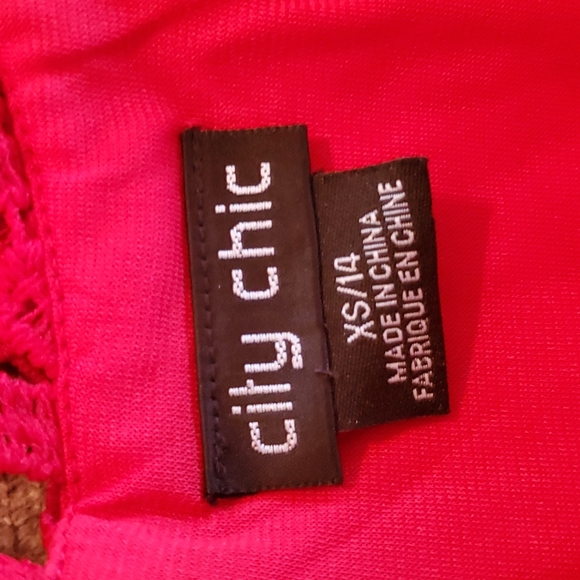 city chic
XS/14
MADE IN CHINA
FABRIQUE EN CHINE